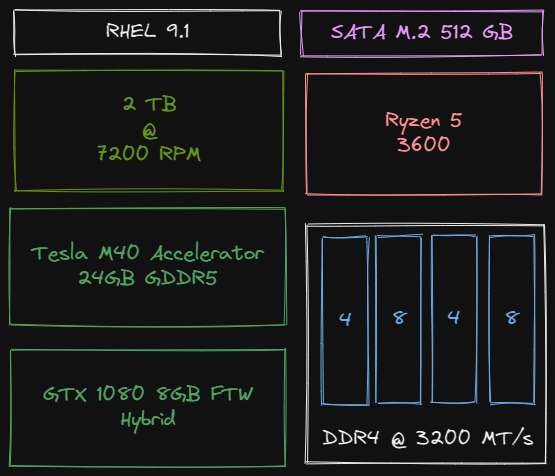 RHEL 9.1
SATA M.2 512 GB
2 TB
@
7200 RPM
Ryzen 5
3600
Tesla M40 Accelerator
24GB GDDR5
4
8
4
8
DDR4 @ 3200 MT/s
GTX 1080 8GB FTW
Hybrid